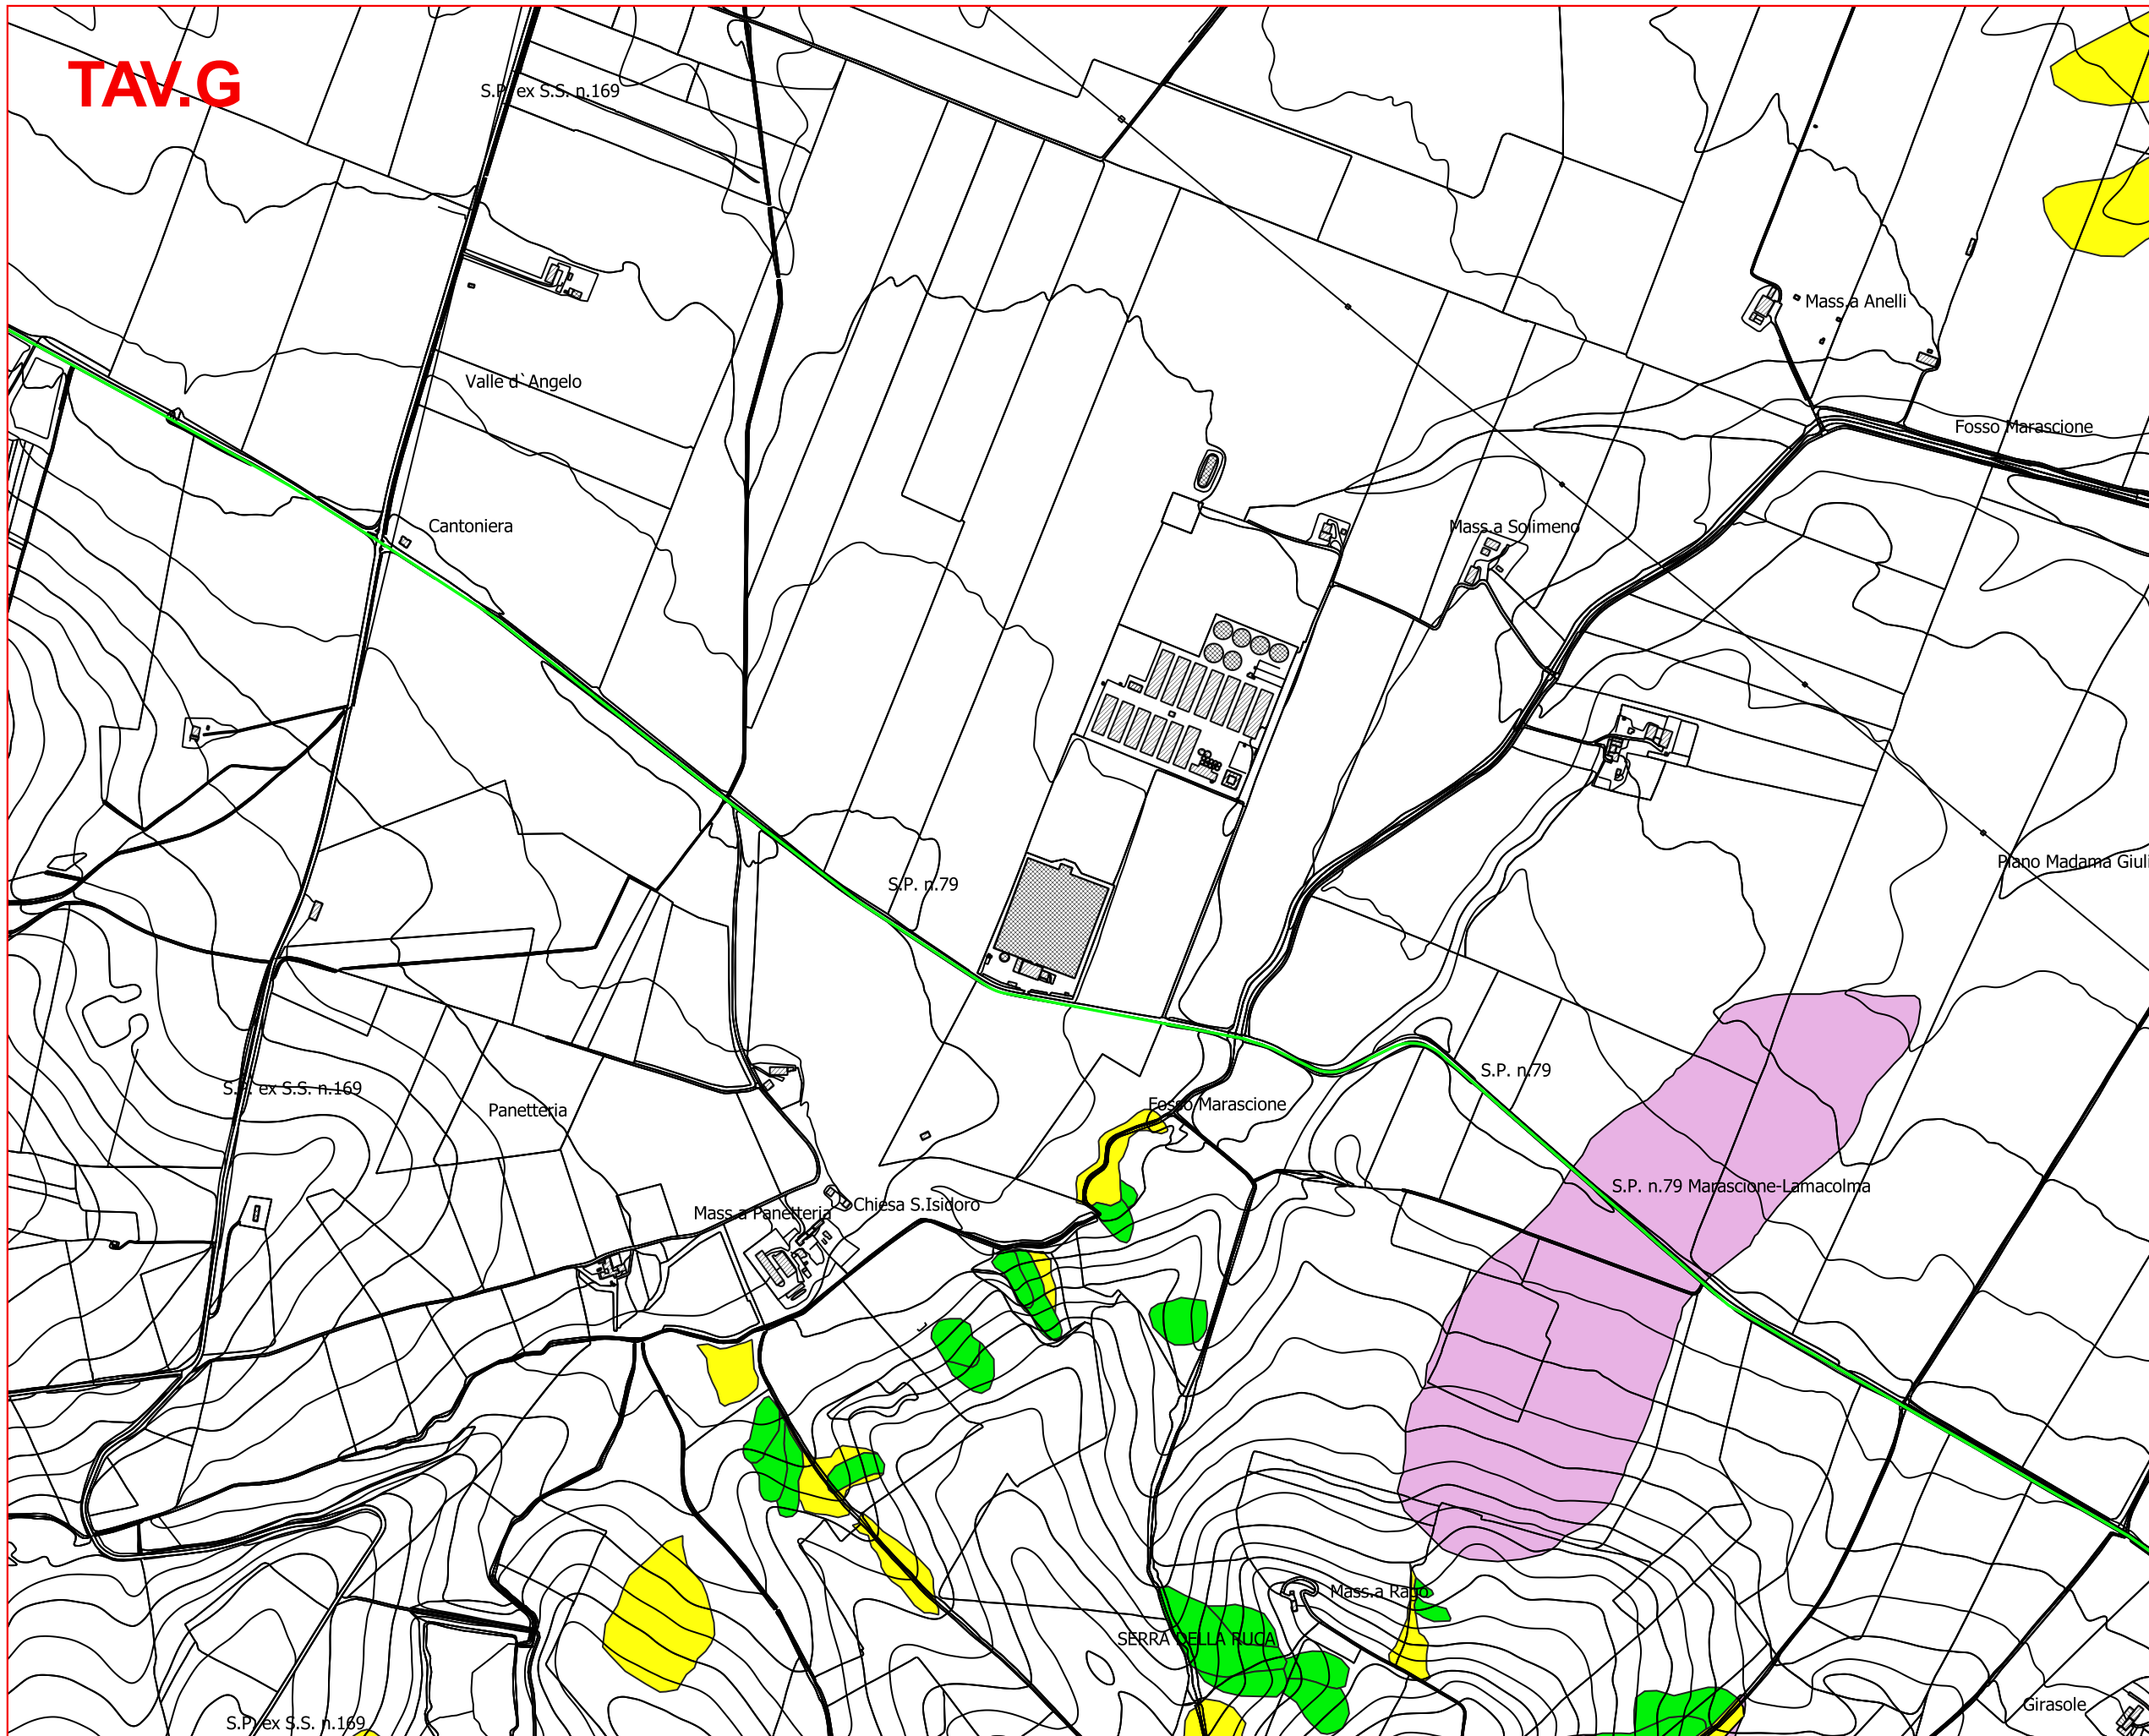 TAV.G
S.P. ex S.S. n.169
Mass.a Anelli
Valle d`Angelo
Fosso Marascione
Cantoniera
Mass.a Solimeno
Piano Madama Giuli
S.P. n.79
S.P. n.79
S.P. ex S.S. n.169
Panetteria
Fosso Marascione
S.P. n.79 Marascione-Lamacolma
Chiesa S.Isidoro
Mass.a Panetteria
Mass.a Rago
SERRA DELLA RUCA
Girasole
S.P. ex S.S. n.169